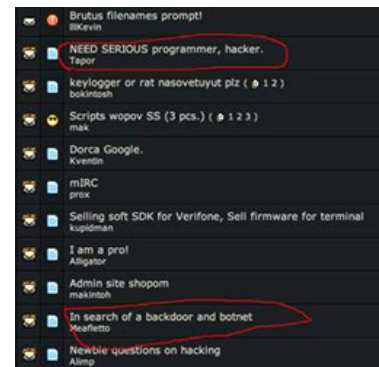 Brutus filenames prompt!
IIIKevin
NEED SERIOUS programmer, hacker.
Tapor
keylogger or rat nasovetuyut plz ( 1 2 )
bokintosh
Scripts wopov SS (3 pcs.) ( 1 2 3 )
mak
Dorca Google.
Kventin
mIRC
prox
Selling soft SDK for Verifone, Sell firmware for terminal
kupidman
I am a pro!
Alligator
Admin site shopom
makintoh
In search of a backdoor and botnet
Meafletto
Newbie questions on hacking
Alimp